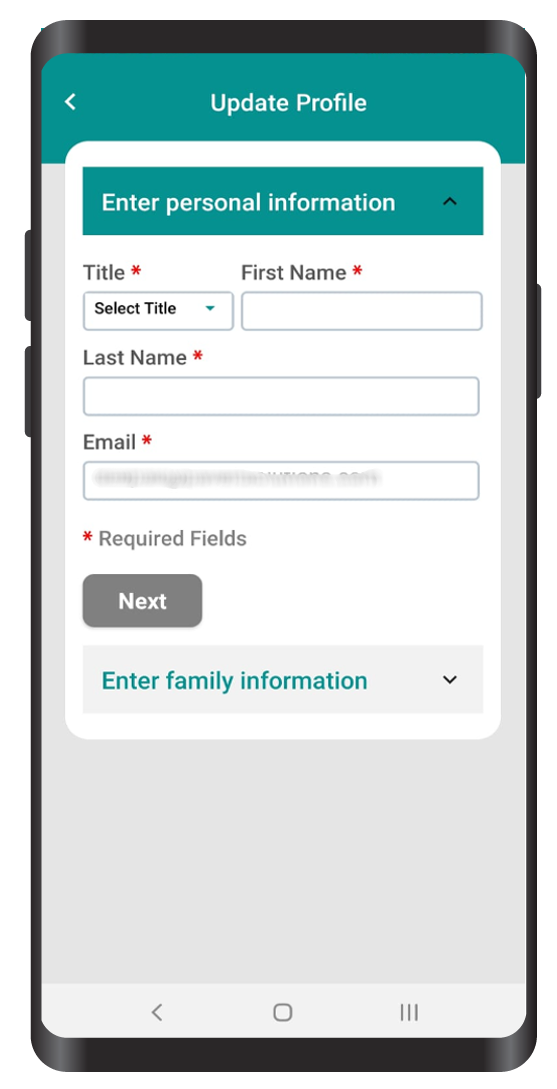 Update Profile
Enter personal information
Title * First Name *
Select Title
Last Name *
Email *
* Required Fields
Next
Enter family information